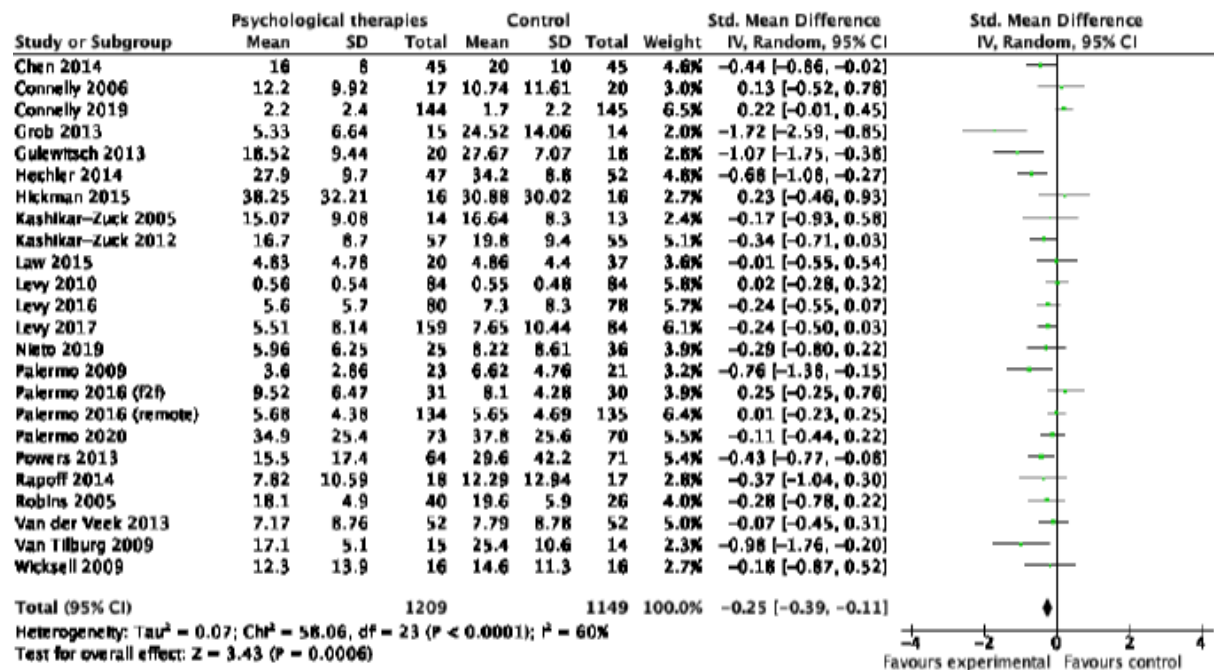 Psychological therapies Control Std. Mean Difference Std. Mean Difference
Study or Subgroup Mean SD Total Mean SD Total Weight IV, Random, 95% CI IV, Random, 95% CI
Chen 2014 16 8 45 20 10 45 4.6% −0.44 [−0.86, −0.02]
Connelly 2006 12.2 9.92 17 10.74 11.61 20 3.0% 0.13 [−0.52, 0.78]
Connelly 2019 2.2 2.4 144 1.7 2.2 145 6.5% 0.22 [−0.01, 0.45]
Grob 2013 5.33 6.64 15 24.52 14.06 14 2.0% −1.72 [−2.59, −0.85]
Gulewitsch 2013 18.52 9.44 20 27.67 7.07 18 2.8% −1.07 [−1.75, −0.38]
Hechler 2014 27.9 9.7 47 34.2 8.8 52 4.8% −0.68 [−1.08, −0.27]
Hickman 2015 38.25 32.21 16 30.88 30.02 16 2.7% 0.23 [−0.46, 0.93]
Kashikar−Zuck 2005 15.07 9.08 14 16.64 8.3 13 2.4% −0.17 [−0.93, 0.58]
Kashikar−Zuck 2012 16.7 8.7 57 19.8 9.4 55 5.1% −0.34 [−0.71, 0.03]
Law 2015 4.83 4.78 20 4.86 4.4 37 3.6% −0.01 [−0.55, 0.54]
Levy 2010 0.56 0.54 84 0.55 0.48 84 5.8% 0.02 [−0.28, 0.32]
Levy 2016 5.6 5.7 80 7.3 8.3 78 5.7% −0.24 [−0.55, 0.07]
Levy 2017 5.51 8.14 159 7.65 10.44 84 6.1% −0.24 [−0.50, 0.03]
Nieto 2019 5.96 6.25 25 8.22 8.61 36 3.9% −0.29 [−0.80, 0.22]
Palermo 2009 3.6 2.86 23 6.62 4.76 21 3.2% −0.76 [−1.38, −0.15]
Palermo 2016 (f2f) 9.52 6.47 31 8.1 4.28 30 3.9% 0.25 [−0.25, 0.76]
Palermo 2016 (remote) 5.68 4.38 134 5.65 4.69 135 6.4% 0.01 [−0.23, 0.25]
Palermo 2020 34.9 25.4 73 37.8 25.6 70 5.5% −0.11 [−0.44, 0.22]
Powers 2013 15.5 17.4 64 29.6 42.2 71 5.4% −0.43 [−0.77, −0.08]
Rapoff 2014 7.82 10.59 18 12.29 12.94 17 2.8% −0.37 [−1.04, 0.30]
Robins 2005 18.1 4.9 40 19.6 5.9 26 4.0% −0.28 [−0.78, 0.22]
Van der Veek 2013 7.17 8.76 52 7.79 8.78 52 5.0% −0.07 [−0.45, 0.31]
Van Tilburg 2009 17.1 5.1 15 25.4 10.6 14 2.3% −0.98 [−1.76, −0.20]
Wicksell 2009 12.3 13.9 16 14.6 11.3 16 2.7% −0.18 [−0.87, 0.52]
Total (95% CI) 1209 1149 100.0% −0.25 [−0.39, −0.11]
Heterogeneity: Tau² = 0.07; Chi² = 58.06, df = 23 (P < 0.0001); I² = 60%
Test for overall effect: Z = 3.43 (P = 0.0006)
−4 −2 0 2 4
Favours experimental Favours control